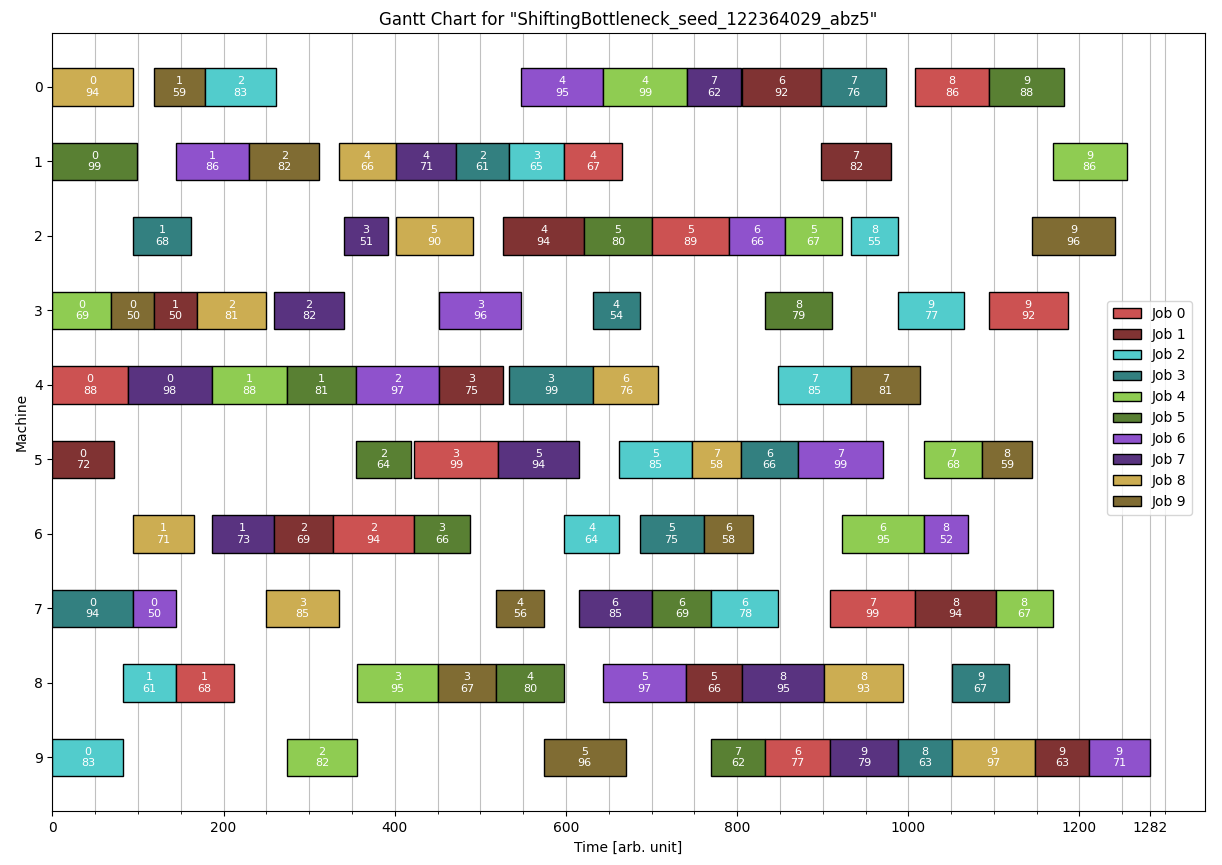 Gantt Chart for "ShiftingBottleneck_seed_122364029_abz5"
0 1 2 4 4 7 6 7 8 9
0 94 59 83 95 99 62 92 76 86 88
0 1 2 4 4 2 3 4 7 9
1 99 86 82 66 71 61 65 67 82 86
1 3 5 4 5 5 6 5 8 9
2 68 51 90 94 80 89 66 67 55 96
0 0 1 2 2 3 4 8 9 9
3 69 50 50 81 82 96 54 79 77 92
0 0 1 1 2 3 3 6 7 7
4 88 98 88 81 97 75 99 76 85 81
0 2 3 5 5 7 6 7 7 8
5 72 64 99 94 85 58 66 99 68 59
1 1 2 2 3 4 5 6 6 8
6 71 73 69 94 66 64 75 58 95 52
0 0 3 4 6 6 6 7 8 8
7 94 50 85 56 85 69 78 99 94 67
1 1 3 3 4 5 5 8 8 9
8 61 68 95 67 80 97 66 95 93 67
0 2 5 7 6 9 8 9 9 9
9 83 82 96 62 77 79 63 97 63 71
Machine
Job 0
Job 1
Job 2
Job 3
Job 4
Job 5
Job 6
Job 7
Job 8
Job 9
0 200 400 600 800 1000 1200 1282
Time [arb. unit]